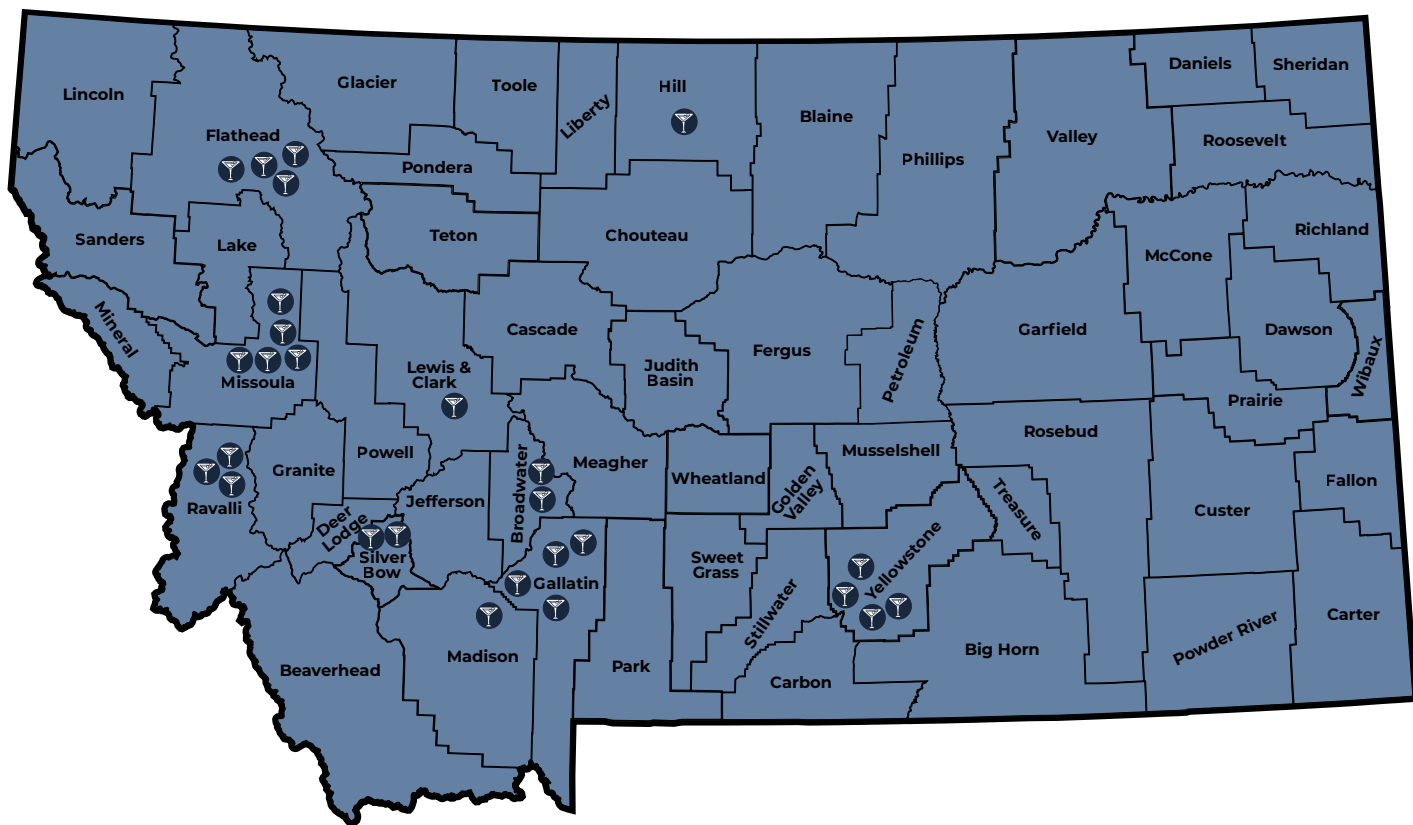 Lincoln
Flathead
Glacier
Toole
Liberty
Hill
Blaine
Phillips
Valley
Daniels
Sheridan
Roosevelt
Pondera
Sanders
Lake
Teton
Chouteau
McCone
Richland
Mineral
Missoula
Lewis &
Clark
Cascade
Judith
Basin
Fergus
Petroleum
Garfield
Dawson
Wibaux
Prairie
Ravalli
Granite
Powell
Deer
Lodge
Silver
Bow
Jefferson
Broadwater
Meagher
Wheatland
Golden
Valley
Musselshell
Rosebud
Treasure
Custer
Fallon
Gallatin
Sweet
Grass
Stillwater
Yellowstone
Beaverhead
Madison
Park
Carbon
Big Horn
Powder River
Carter